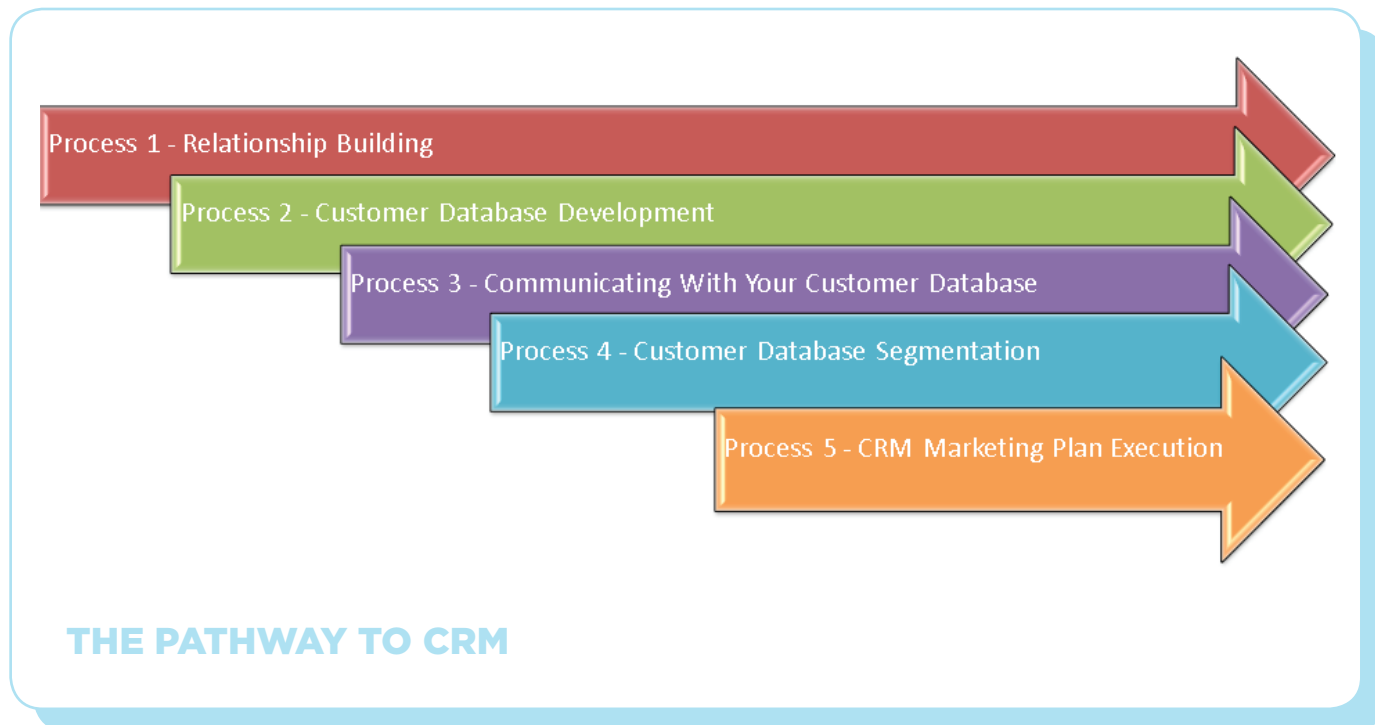 Process 1 - Relationship Building
Process 2 - Customer Database Development
Process 3 - Communicating With Your Customer Database
Process 4 - Customer Database Segmentation
Process 5 - CRM Marketing Plan Execution
THE PATHWAY TO CRM